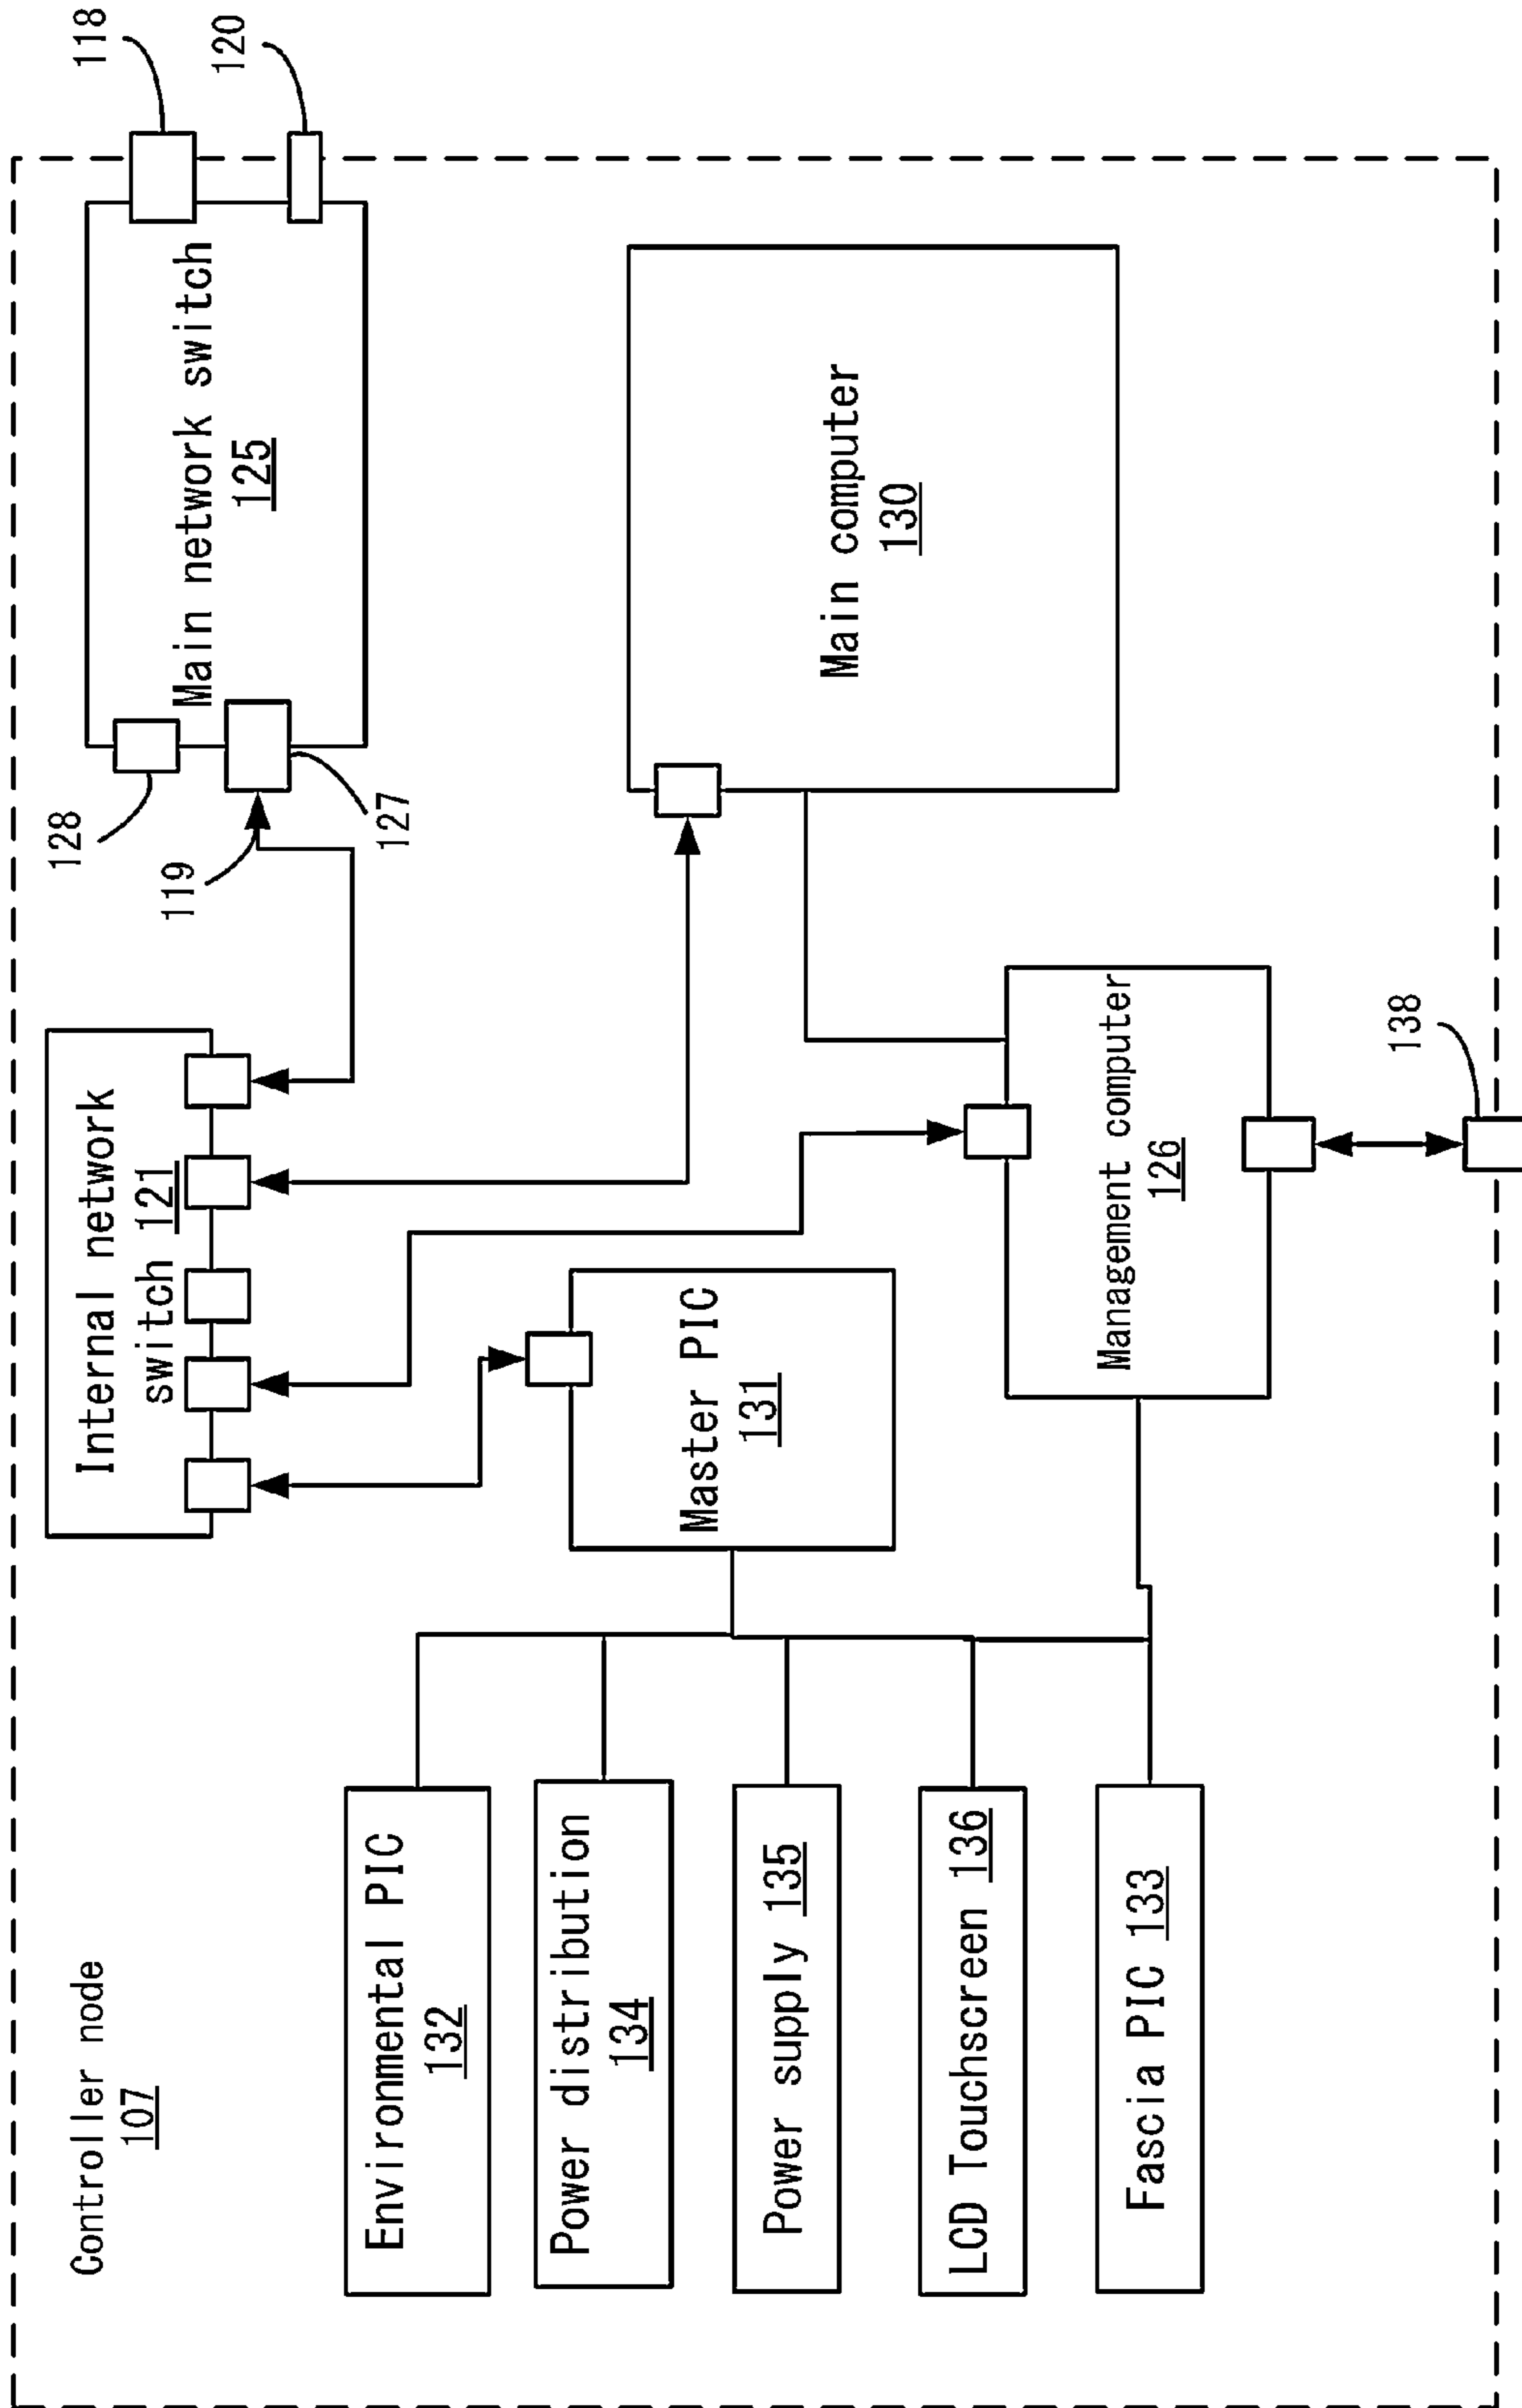 Controller node
107
Environmental PIC
132
Power distribution
134
Power supply 135
LCD Touchscreen 136
Fascia PIC 133
Internal network
switch 121
Master PIC
131
Management computer
126
138
128
119
127
Main network switch
125
118
120
Main computer
130